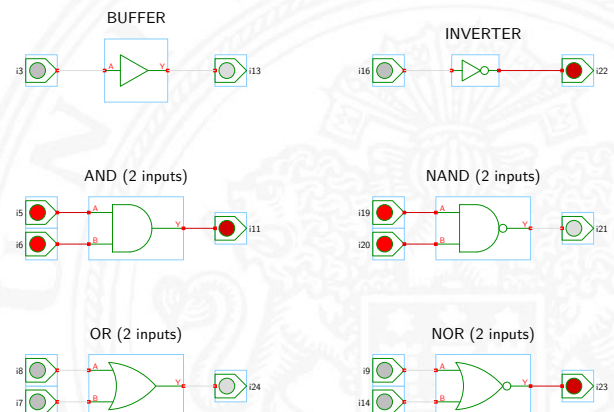 BUFFER
INVERTER
i3 A Y i13
i16 i22
AND (2 inputs)
NAND (2 inputs)
i5 A
i6 B Y i11
i19 A
i20 B Y i21
OR (2 inputs)
NOR (2 inputs)
i8 A Y i24
i7 B
i9 A Y i23
i14 B